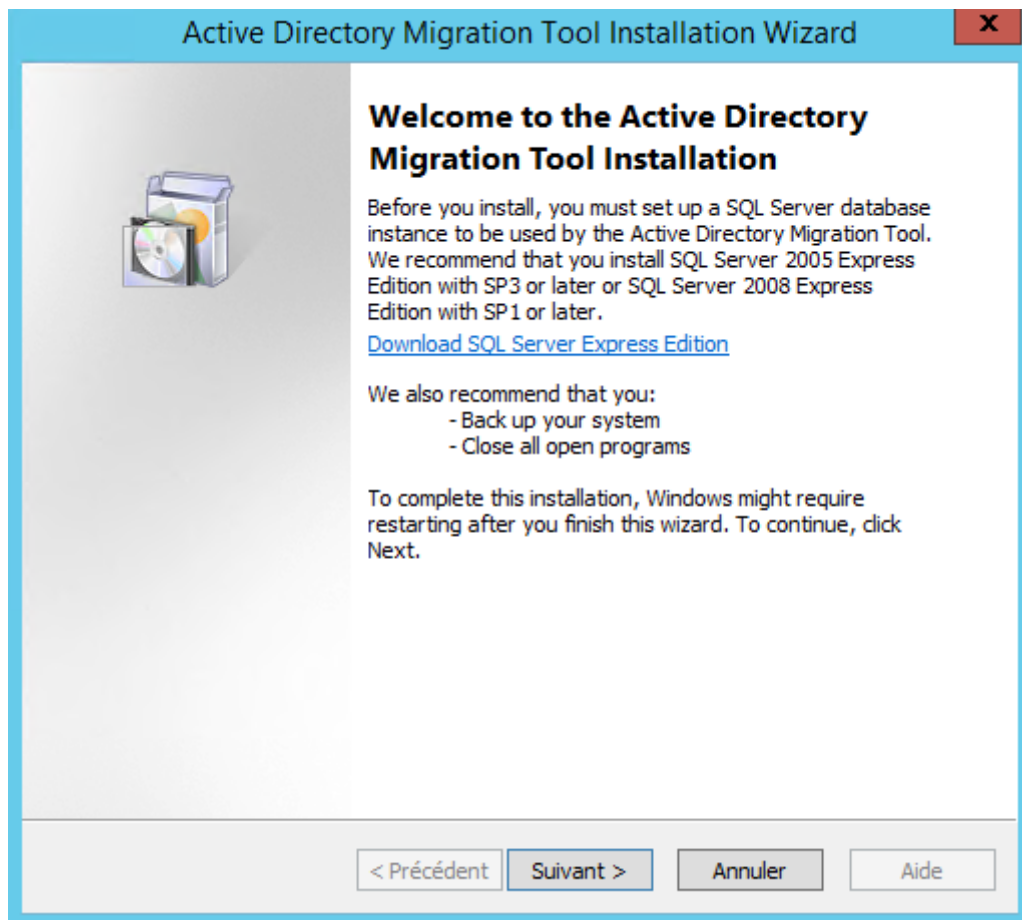 Active Directory Migration Tool Installation Wizard
X
Welcome to the Active Directory
Migration Tool Installation
Before you install, you must set up a SQL Server database
instance to be used by the Active Directory Migration Tool.
We recommend that you install SQL Server 2005 Express
Edition with SP3 or later or SQL Server 2008 Express
Edition with SP1 or later.
Download SQL Server Express Edition
We also recommend that you:
- Back up your system
- Close all open programs
To complete this installation, Windows might require
restarting after you finish this wizard. To continue, click
Next.
< Précédent
Suivant >
Annuler
Aide